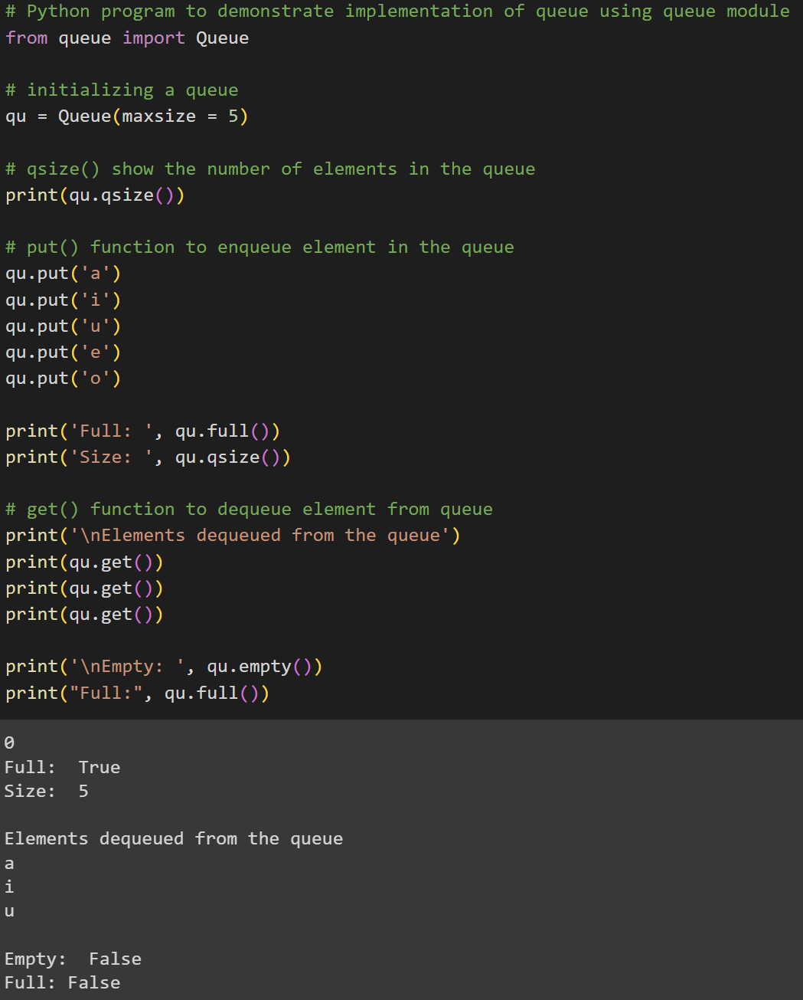 # Python program to demonstrate implementation of queue using queue module
from queue import Queue
# initializing a queue
qu = Queue(maxsize = 5)
# qsize() show the number of elements in the queue
print(qu.qsize())
# put() function to enqueue element in the queue
qu.put('a')
qu.put('i')
qu.put('u')
qu.put('e')
qu.put('o')
print('Full: ', qu.full())
print('Size: ', qu.qsize())
# get() function to dequeue element from queue
print('\nElements dequeued from the queue')
print(qu.get())
print(qu.get())
print(qu.get())
print('\nEmpty: ', qu.empty())
print("Full:", qu.full())
0
Full:  True
Size:  5
Elements dequeued from the queue
a
i
u
Empty:  False
Full: False